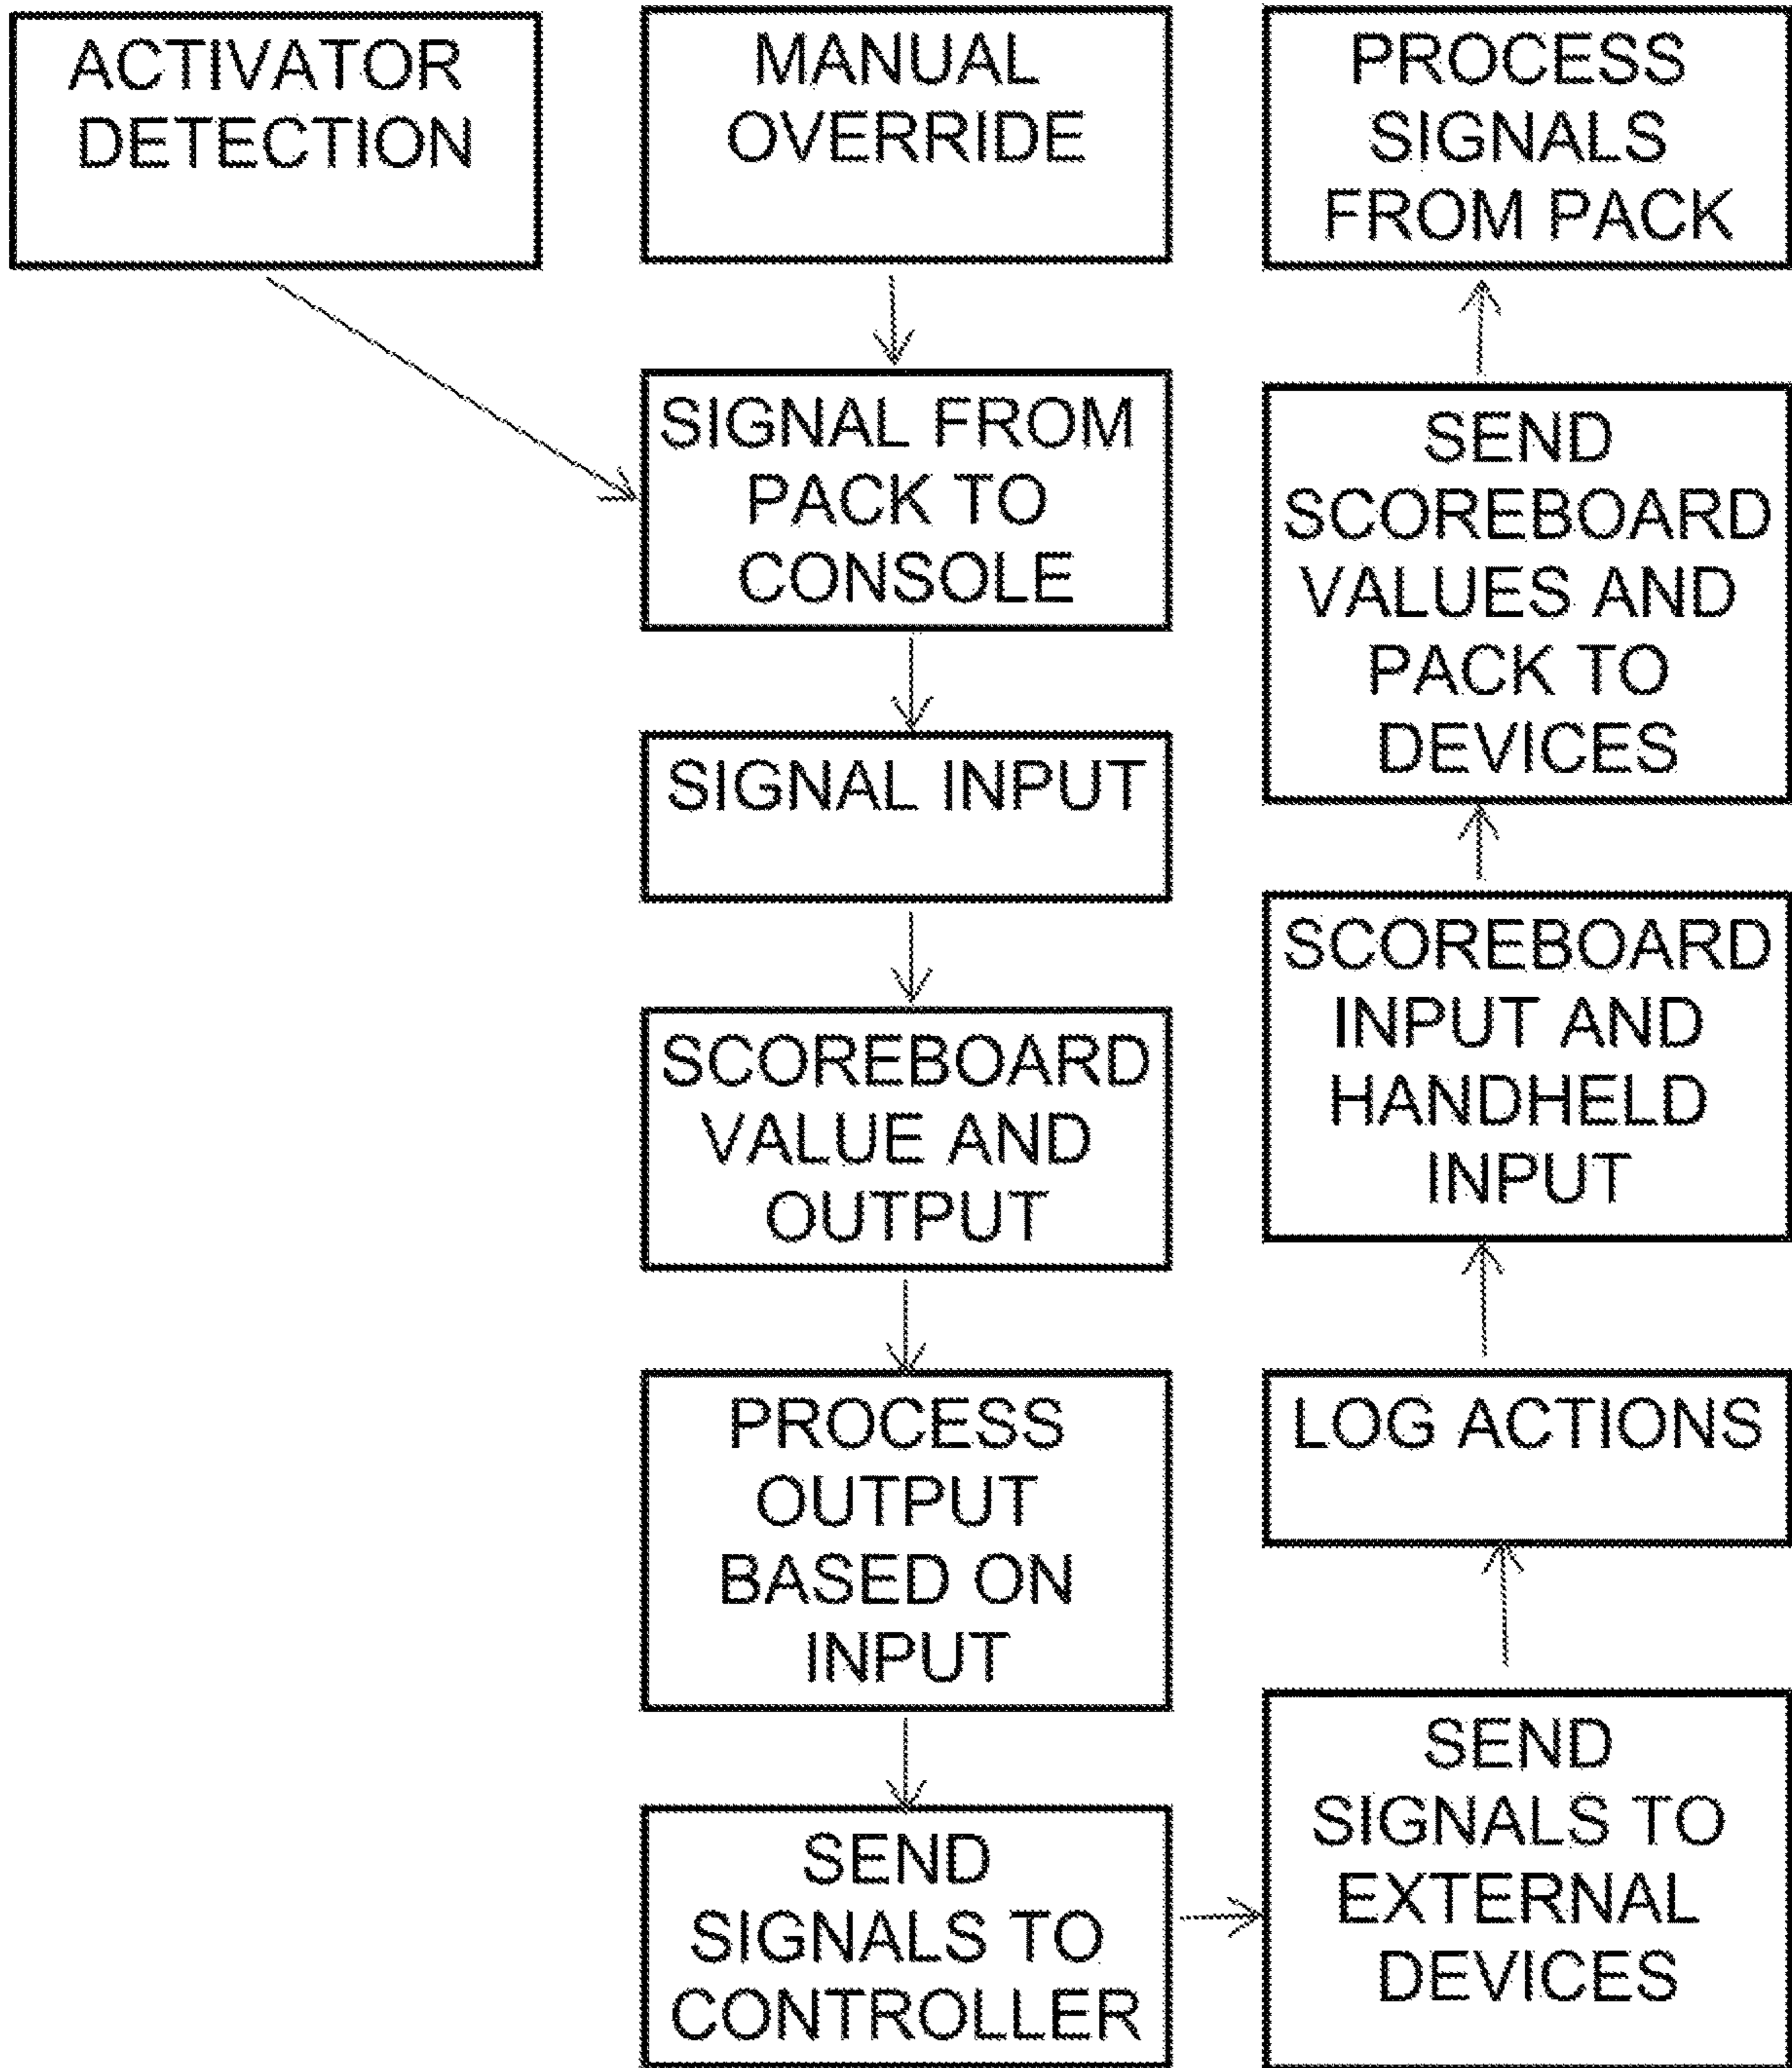 ACTIVATOR
DETECTION
MANUAL
OVERRIDE
SIGNAL FROM
PACK TO
CONSOLE
SIGNAL INPUT
SCOREBOARD
VALUE AND
OUTPUT
PROCESS
OUTPUT
BASED ON
INPUT
SEND
SIGNALS TO
CONTROLLER
SEND
SIGNALS TO
EXTERNAL
DEVICES
LOG ACTIONS
SCOREBOARD
INPUT AND
HANDHELD
INPUT
SEND
SCOREBOARD
VALUES AND
PACK TO
DEVICES
PROCESS
SIGNALS
FROM PACK